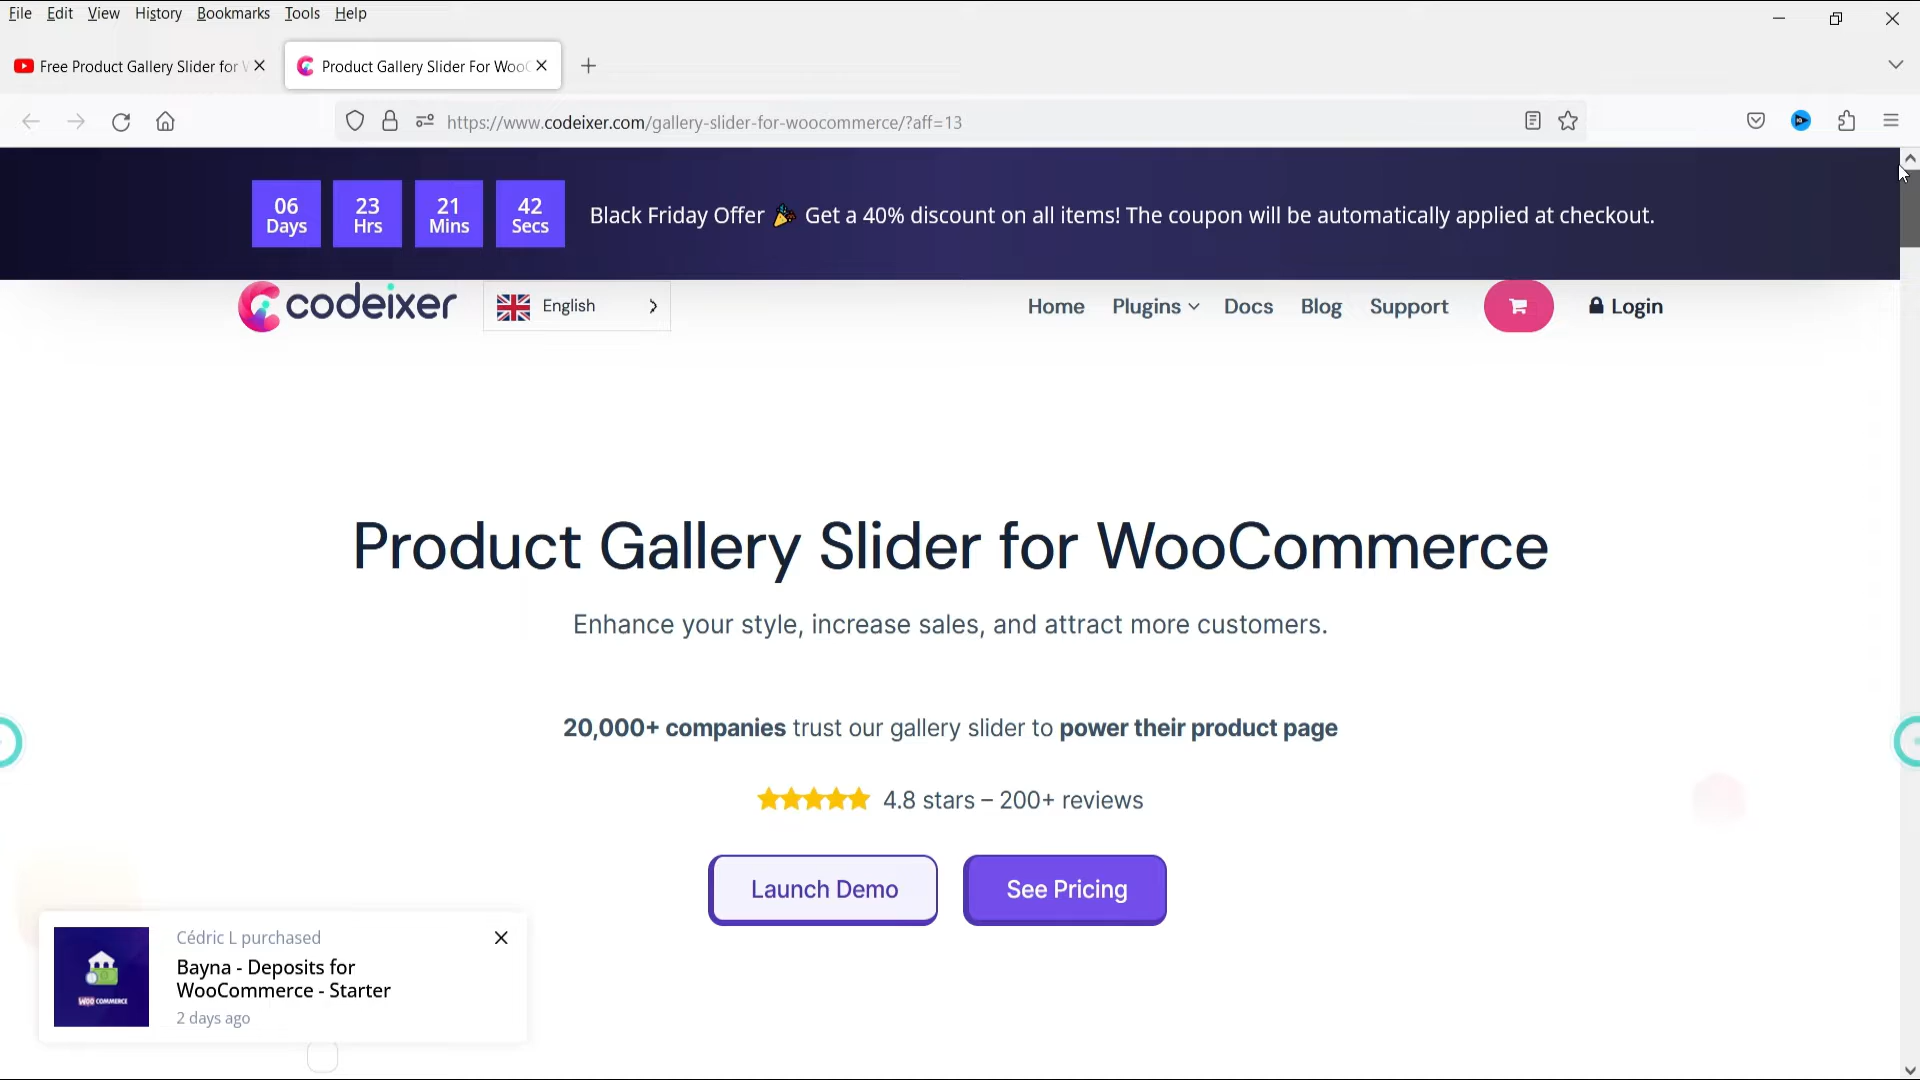 File Edit View History Bookmarks Tools Help
Free Product Gallery Slider for W
Product Gallery Slider For WooC
https://www.codeixer.com/gallery-slider-for-woocommerce/?aff=13
06 23 21 42
Days Hrs Mins Secs
Black Friday Offer 🎉 Get a 40% discount on all items! The coupon will be automatically applied at checkout.
codeixer English Home Plugins Docs Blog Support Login
Product Gallery Slider for WooCommerce
Enhance your style, increase sales, and attract more customers.
20,000+ companies trust our gallery slider to power their product page
4.8 stars – 200+ reviews
Launch Demo See Pricing
Cédric L purchased
Bayna - Deposits for
WooCommerce - Starter
2 days ago
WOO COMMERCE